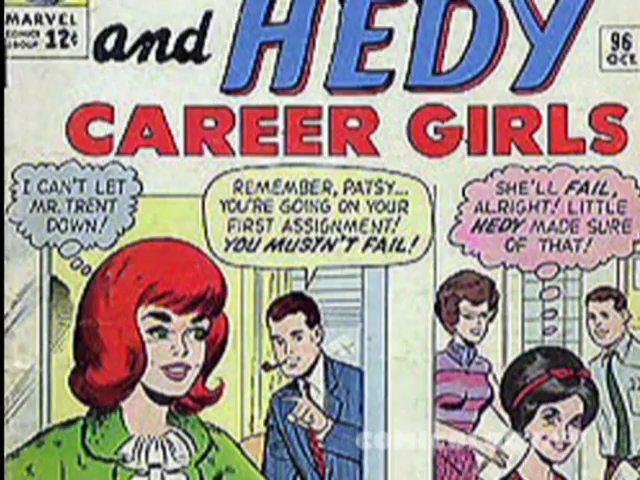 MARVEL
COMICS
GROUP 12¢
and HEDY
96
OCT.
CAREER GIRLS
I CAN'T LET
MR. TRENT
DOWN!
REMEMBER, PATSY...
YOU'RE GOING ON YOUR
FIRST ASSIGNMENT!
YOU MUSTN'T FAIL!
SHE'LL FAIL,
ALRIGHT! LITTLE
HEDY MADE SURE
OF THAT!